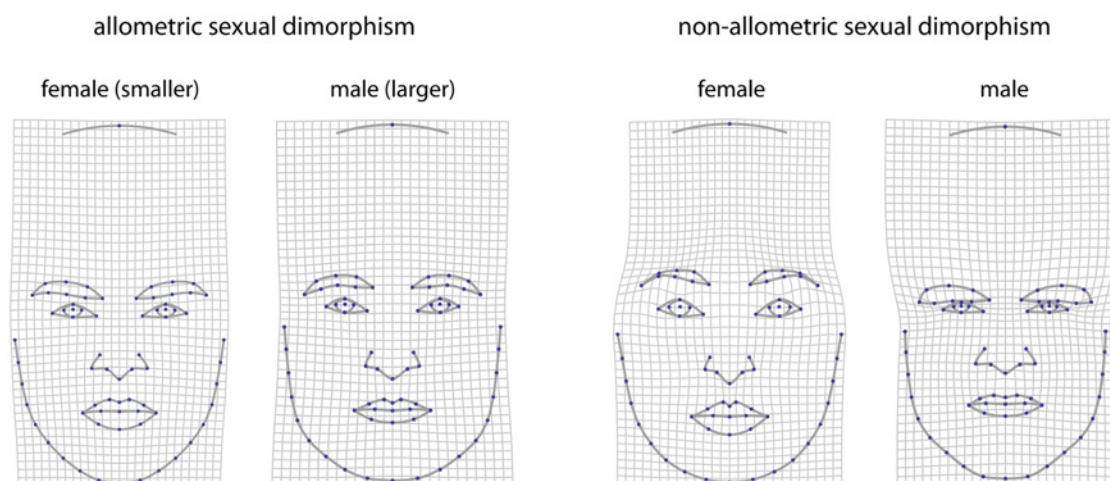 allometric sexual dimorphism
non-allometric sexual dimorphism
female (smaller)
male (larger)
female
male